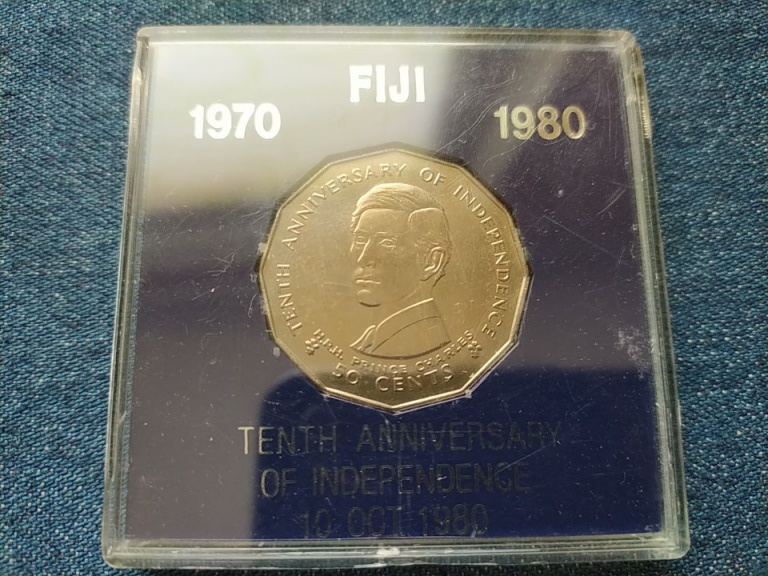 FIJI
1970 1980
TENTH ANNIVERSARY OF INDEPENDENCE
H.R.H. PRINCE CHARLES
50 CENTS
TENTH ANNIVERSARY
OF INDEPENDENCE
10 OCT 1980